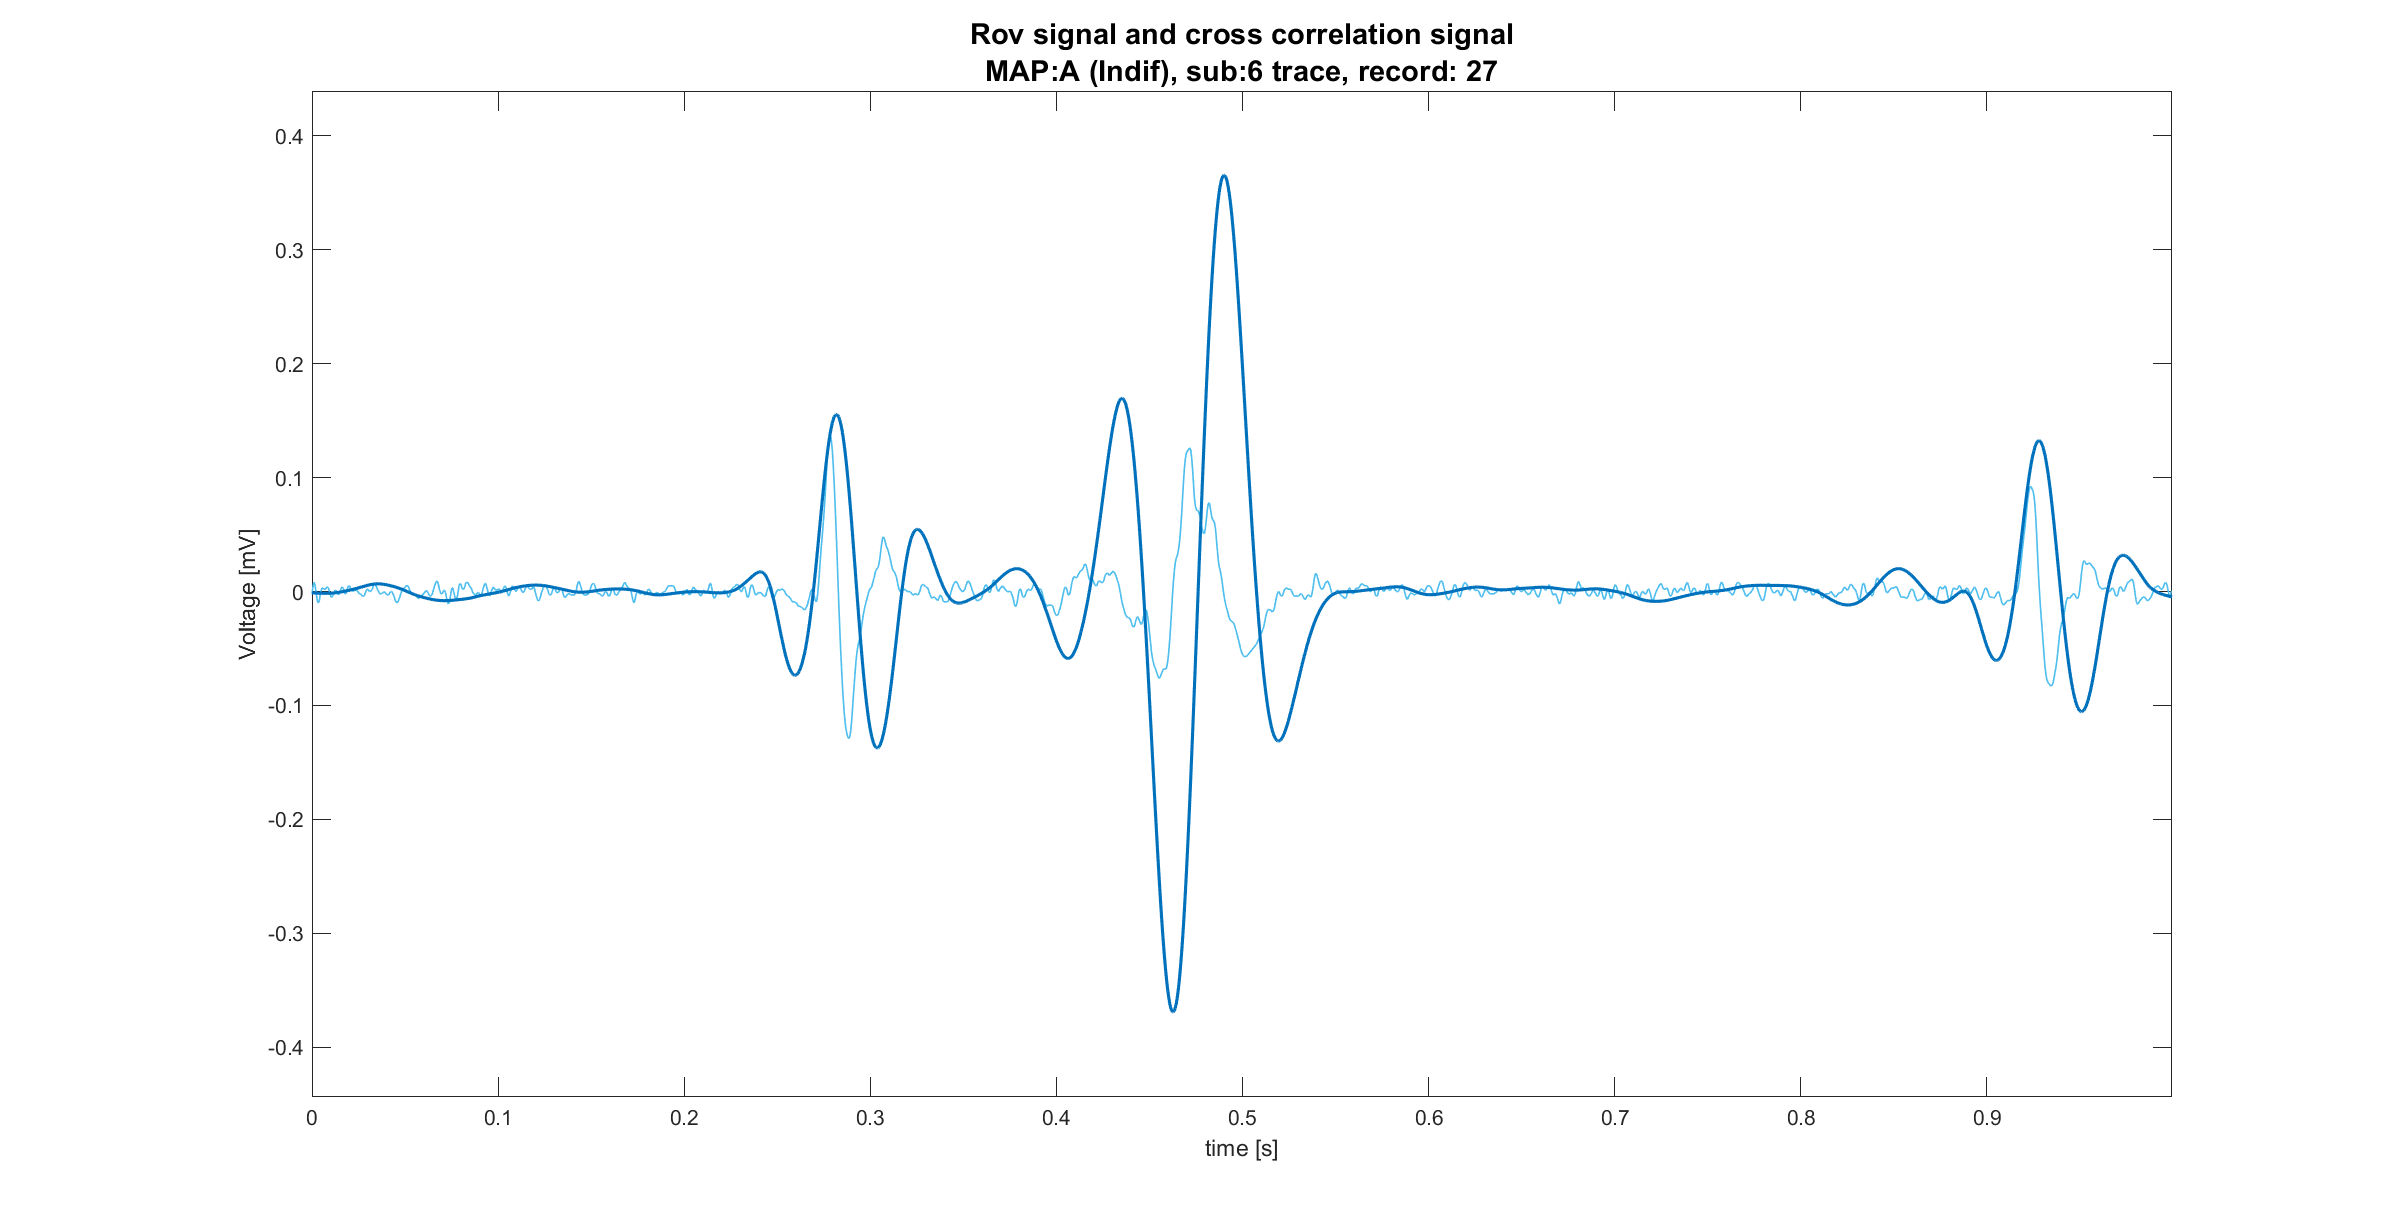 Rov signal and cross correlation signal
MAP:A (Indif), sub:6 trace, record: 27
0.4
0.3
0.2
0.1
0
-0.1
-0.2
-0.3
-0.4
Voltage [mV]
0 0.1 0.2 0.3 0.4 0.5 0.6 0.7 0.8 0.9
time [s]